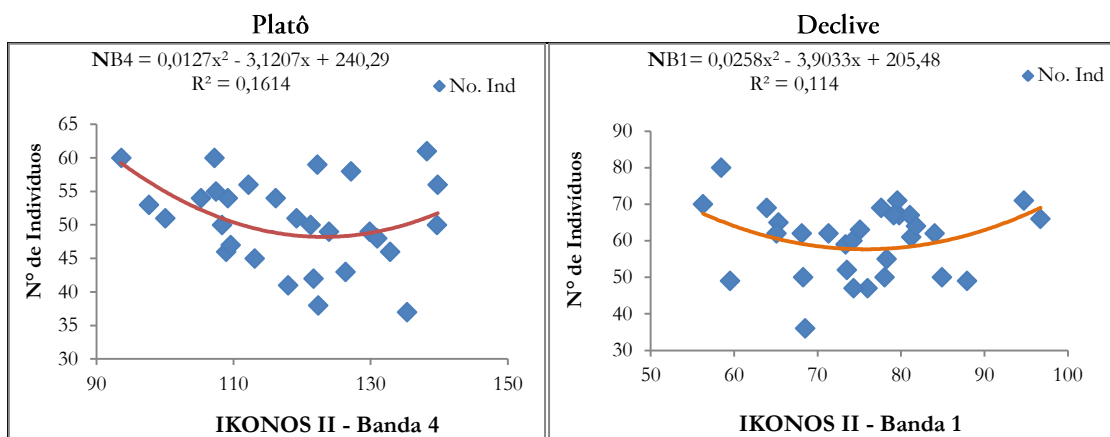 Platô
NB4 = 0,0127x² - 3,1207x + 240,29
R² = 0,1614
No. Ind
N° de Indivíduos
65
60
55
50
45
40
35
30
90 110 130 150
IKONOS II - Banda 4
Declive
NB1= 0,0258x² - 3,9033x + 205,48
R² = 0,114
No. Ind
N° de Indivíduos
90
80
70
60
50
40
30
50 60 70 80 90 100
IKONOS II - Banda 1